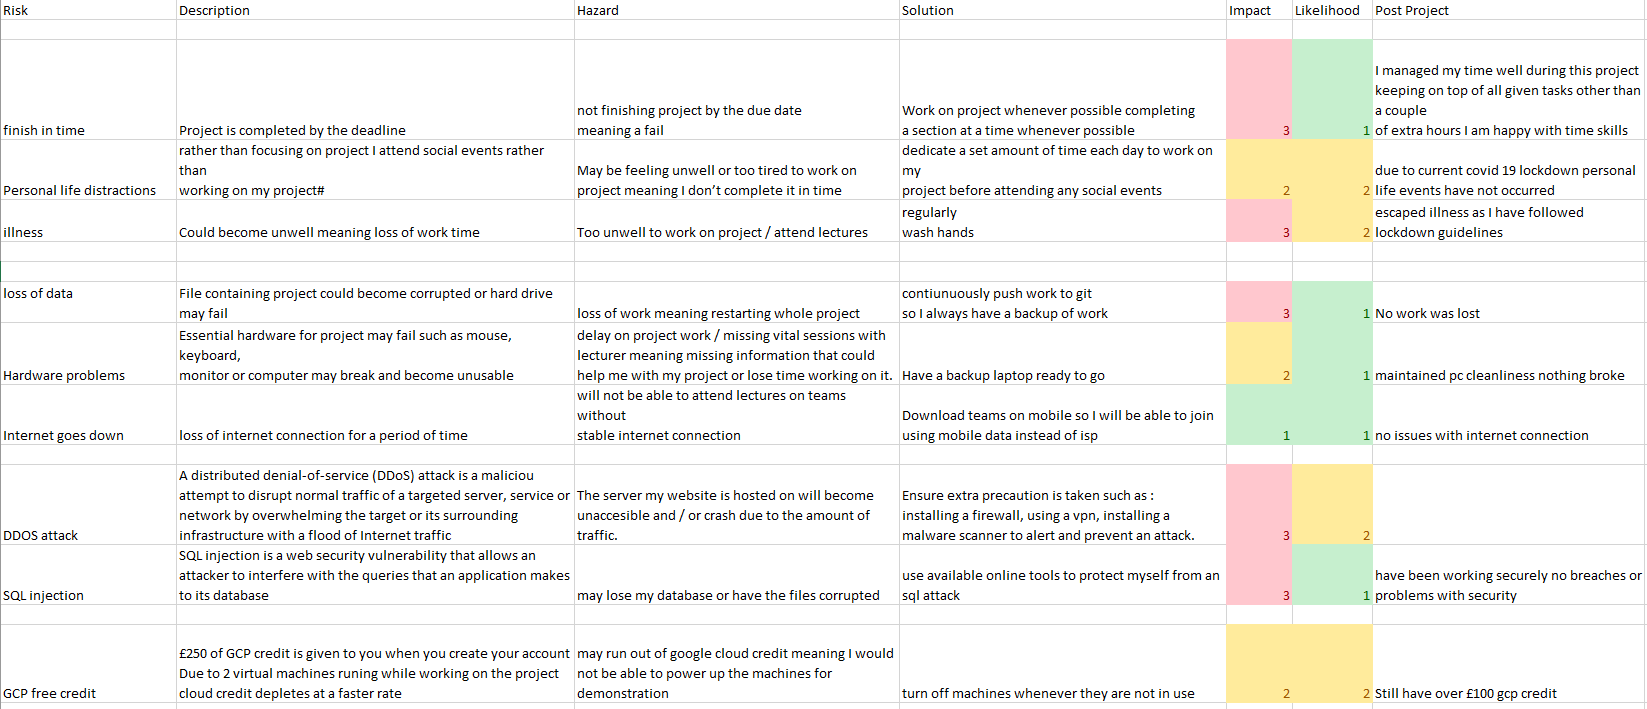 Risk Description Hazard Solution Impact Likelihood Post Project
finish in time
Project is completed by the deadline
not finishing project by the due date
meaning a fail
Work on project whenever possible completing
a section at a time whenever possible
3
1
I managed my time well during this project
keeping on top of all given tasks other than
a couple
of extra hours I am happy with time skills
Personal life distractions
rather than focusing on project I attend social events rather
than
working on my project#
May be feeling unwell or too tired to work on
project meaning I don't complete it in time
dedicate a set amount of time each day to work on
my
project before attending any social events
2
2
due to current covid 19 lockdown personal
life events have not occurred
illness
Could become unwell meaning loss of work time
Too unwell to work on project / attend lectures
regularly
wash hands
3
2
escaped illness as I have followed
lockdown guidelines
loss of data
File containing project could become corrupted or hard drive
may fail
loss of work meaning restarting whole project
contiunuously push work to git
so I always have a backup of work
3
1
No work was lost
Hardware problems
Essential hardware for project may fail such as mouse,
keyboard,
monitor or computer may break and become unusable
delay on project work / missing vital sessions with
lecturer meaning missing information that could
help me with my project or lose time working on it.
Have a backup laptop ready to go
2
1
maintained pc cleanliness nothing broke
Internet goes down
loss of internet connection for a period of time
will not be able to attend lectures on teams
without
stable internet connection
Download teams on mobile so I will be able to join
using mobile data instead of isp
1
1
no issues with internet connection
DDOS attack
A distributed denial-of-service (DDoS) attack is a maliciou
attempt to disrupt normal traffic of a targeted server, service or
network by overwhelming the target or its surrounding
infrastructure with a flood of Internet traffic
The server my website is hosted on will become
unaccesible and / or crash due to the amount of
traffic.
Ensure extra precaution is taken such as :
installing a firewall, using a vpn, installing a
malware scanner to alert and prevent an attack.
3
2
SQL injection
SQL injection is a web security vulnerability that allows an
attacker to interfere with the queries that an application makes
to its database
may lose my database or have the files corrupted
use available online tools to protect myself from an
sql attack
3
1
have been working securely no breaches or
problems with security
GCP free credit
£250 of GCP credit is given to you when you create your account
Due to 2 virtual machines runing while working on the project
cloud credit depletes at a faster rate
may run out of google cloud credit meaning I would
not be able to power up the machines for
demonstration
turn off machines whenever they are not in use
2
2
Still have over £100 gcp credit